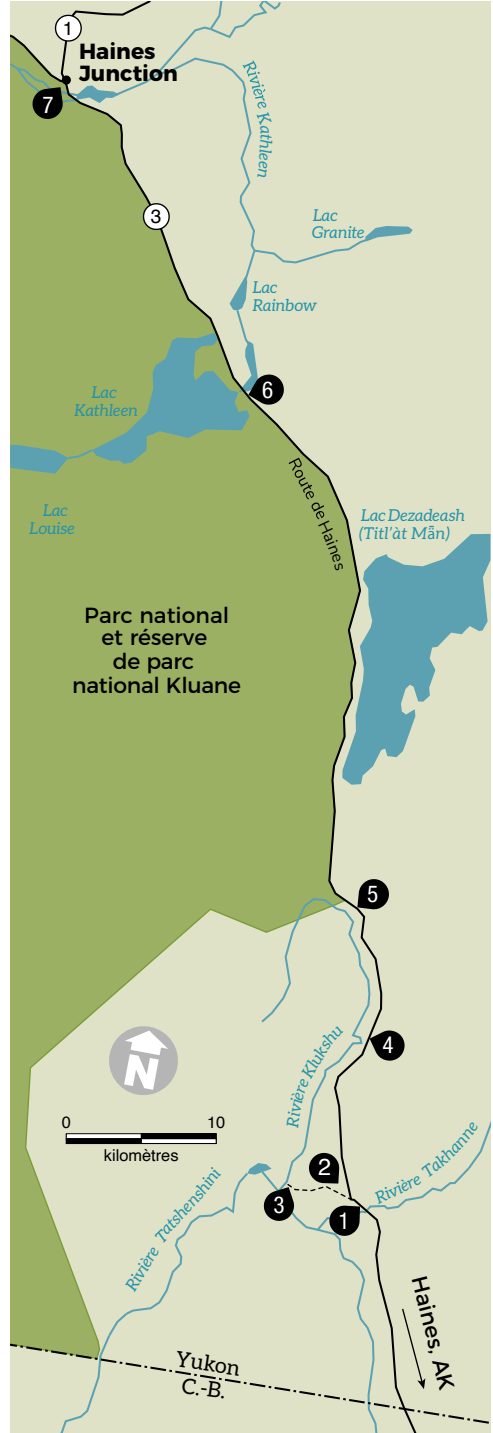 1
Haines
Junction
7
Rivière Kathleen
3
Lac
Granite
Lac
Rainbow
6
Lac
Kathleen
Lac
Louise
Route de Haines
Lac Dezadeash
(Titl'àt Mǟn)
Parc national
et réserve
de parc
national Kluane
5
4
N
0 10
kilomètres
Rivière Klukshu
2
Rivière Takhanne
3
1
Rivière Tatshenshini
Haines, AK
Yukon
C.-B.